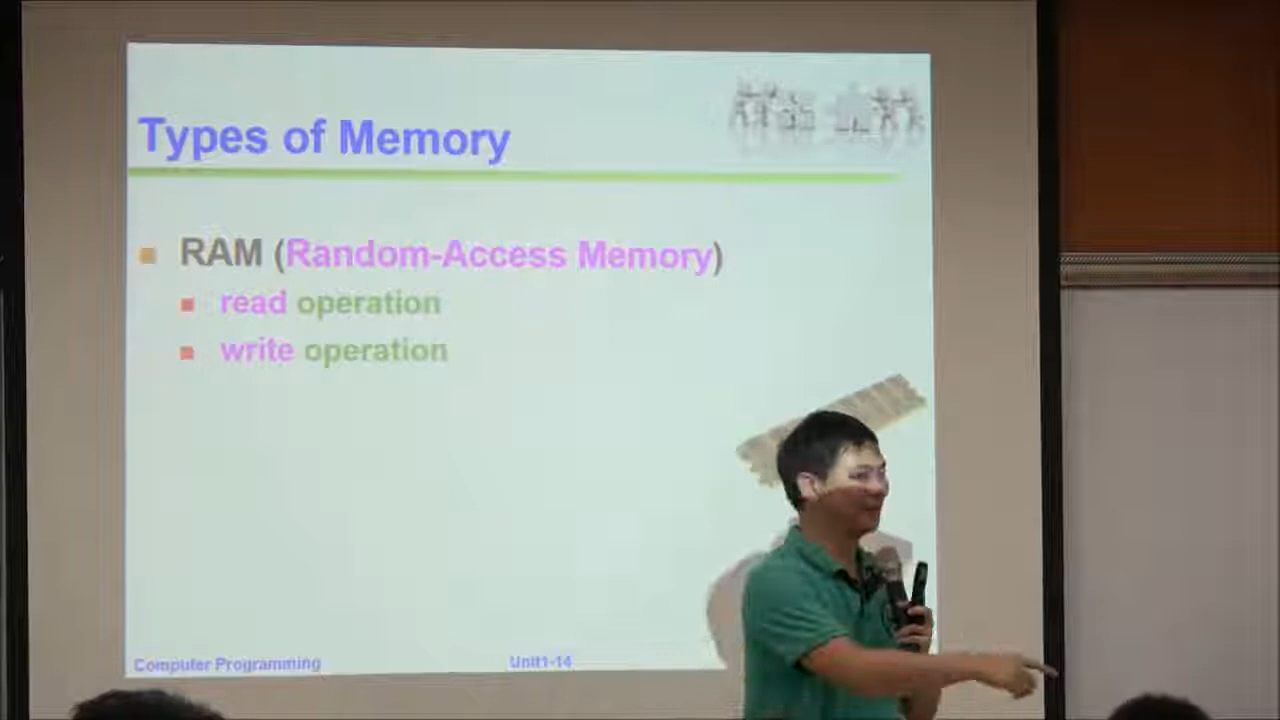 Types of Memory
RAM (Random-Access Memory)
read operation
write operation
Computer Programming
Unit1-14